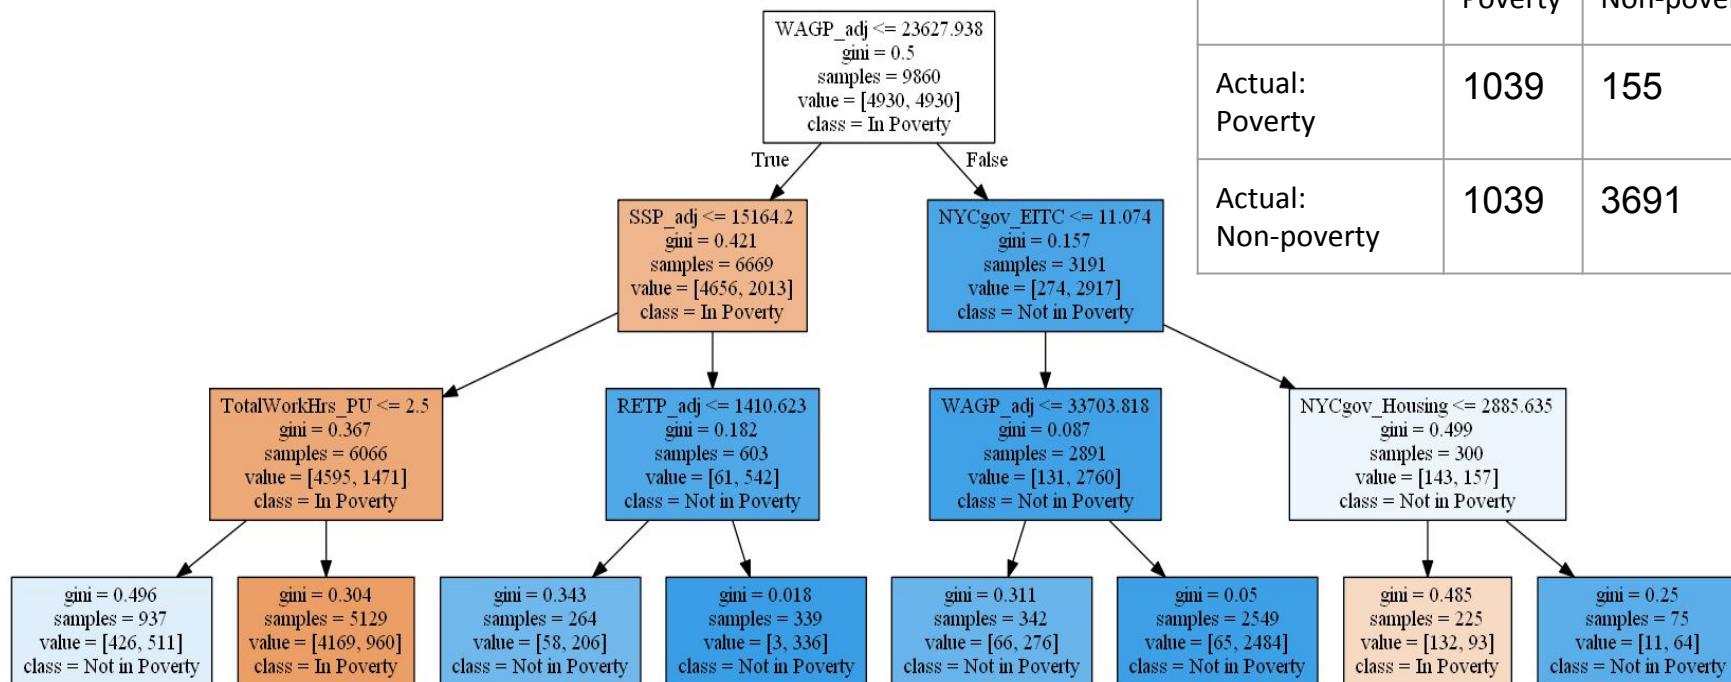 WAGP_adj <= 23627.938
gini = 0.5
samples = 9860
value = [4930, 4930]
class = In Poverty
True
False
Poverty
Actual:
Poverty
1039
155
Actual:
Non-poverty
1039
3691
SSP_adj <= 15164.2
gini = 0.421
samples = 6669
value = [4656, 2013]
class = In Poverty
NYCgov_EITC <= 11.074
gini = 0.157
samples = 3191
value = [274, 2917]
class = Not in Poverty
TotalWorkHrs_PU <= 2.5
gini = 0.367
samples = 6066
value = [4595, 1471]
class = In Poverty
RETP_adj <= 1410.623
gini = 0.182
samples = 603
value = [61, 542]
class = Not in Poverty
WAGP_adj <= 33703.818
gini = 0.087
samples = 2891
value = [131, 2760]
class = Not in Poverty
NYCgov_Housing <= 2885.635
gini = 0.499
samples = 300
value = [143, 157]
class = Not in Poverty
gini = 0.496
samples = 937
value = [426, 511]
class = Not in Poverty
gini = 0.304
samples = 5129
value = [4169, 960]
class = In Poverty
gini = 0.343
samples = 264
value = [58, 206]
class = Not in Poverty
gini = 0.018
samples = 339
value = [3, 336]
class = Not in Poverty
gini = 0.311
samples = 342
value = [66, 276]
class = Not in Poverty
gini = 0.05
samples = 2549
value = [65, 2484]
class = Not in Poverty
gini = 0.485
samples = 225
value = [132, 93]
class = In Poverty
gini = 0.25
samples = 75
value = [11, 64]
class = Not in Poverty